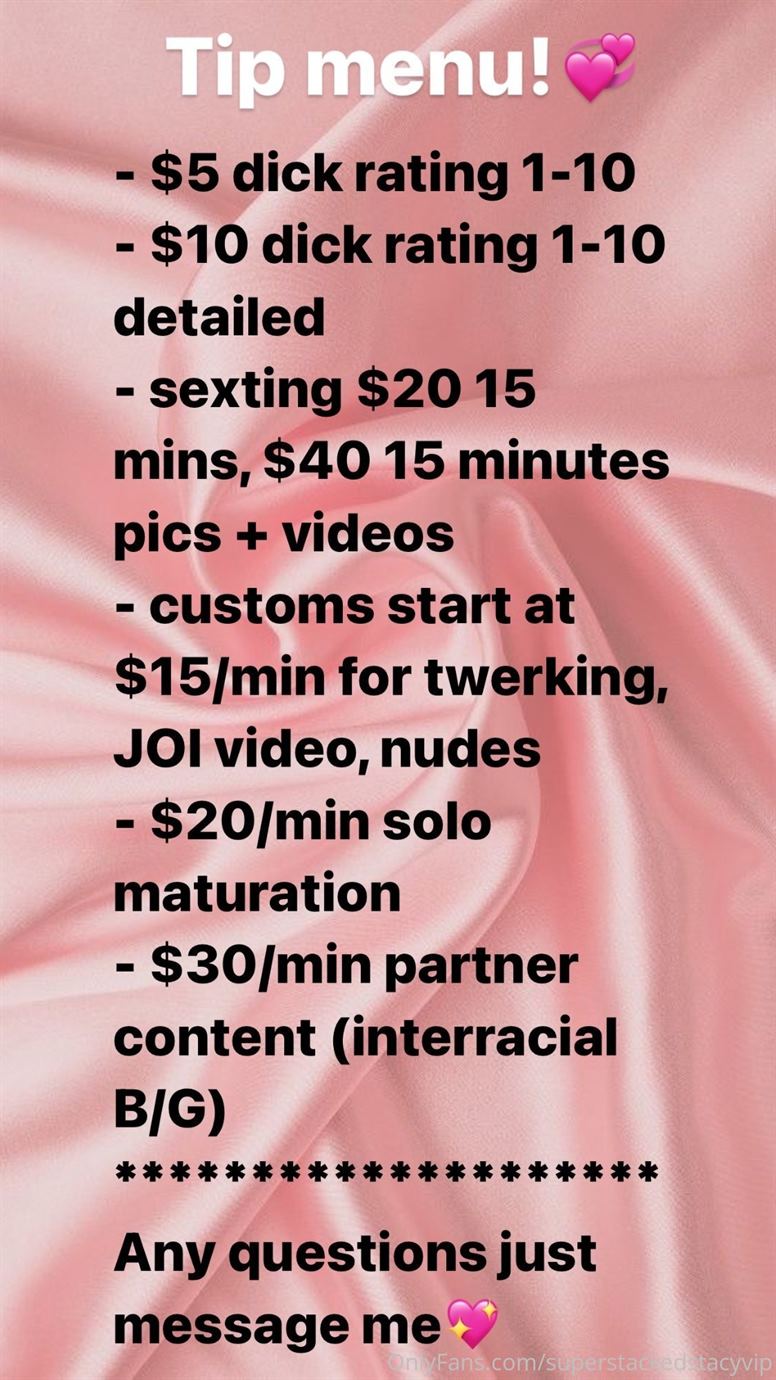 Tip menu!💞
- $5 dick rating 1-10
- $10 dick rating 1-10
detailed
- sexting $20 15
mins, $40 15 minutes
pics + videos
- customs start at
$15/min for twerking,
JOI video, nudes
- $20/min solo
maturation
- $30/min partner
content (interracial
B/G)
********************
Any questions just
message me💖
OnlyFans.com/superstackedstacyvip